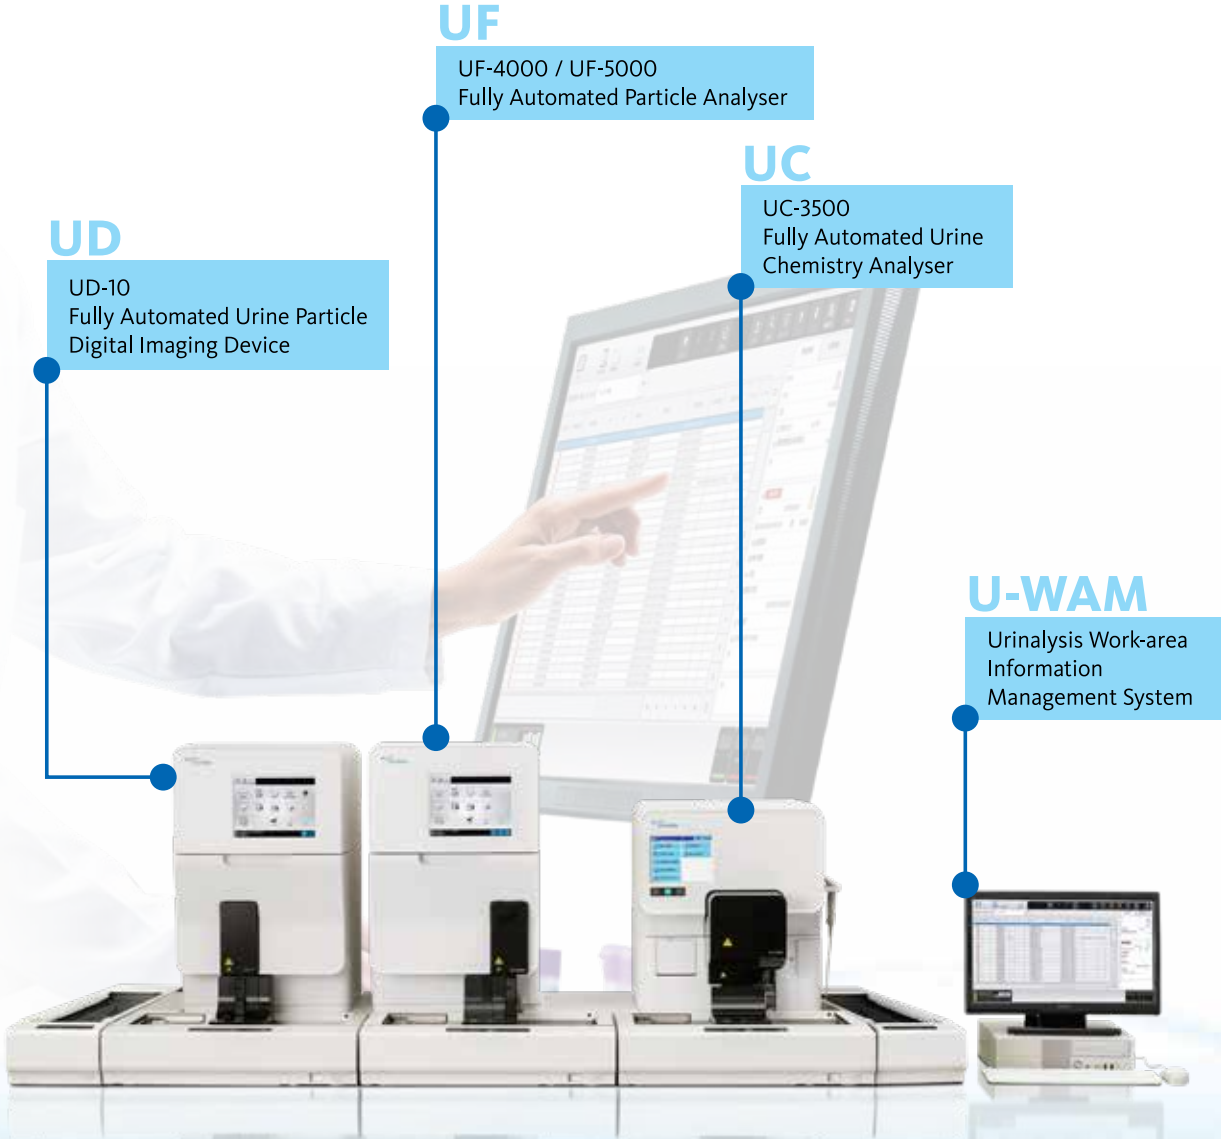 UF
UF-4000 / UF-5000
Fully Automated Particle Analyser
UC
UC-3500
Fully Automated Urine
Chemistry Analyser
UD
UD-10
Fully Automated Urine Particle
Digital Imaging Device
U-WAM
Urinalysis Work-area
Information
Management System